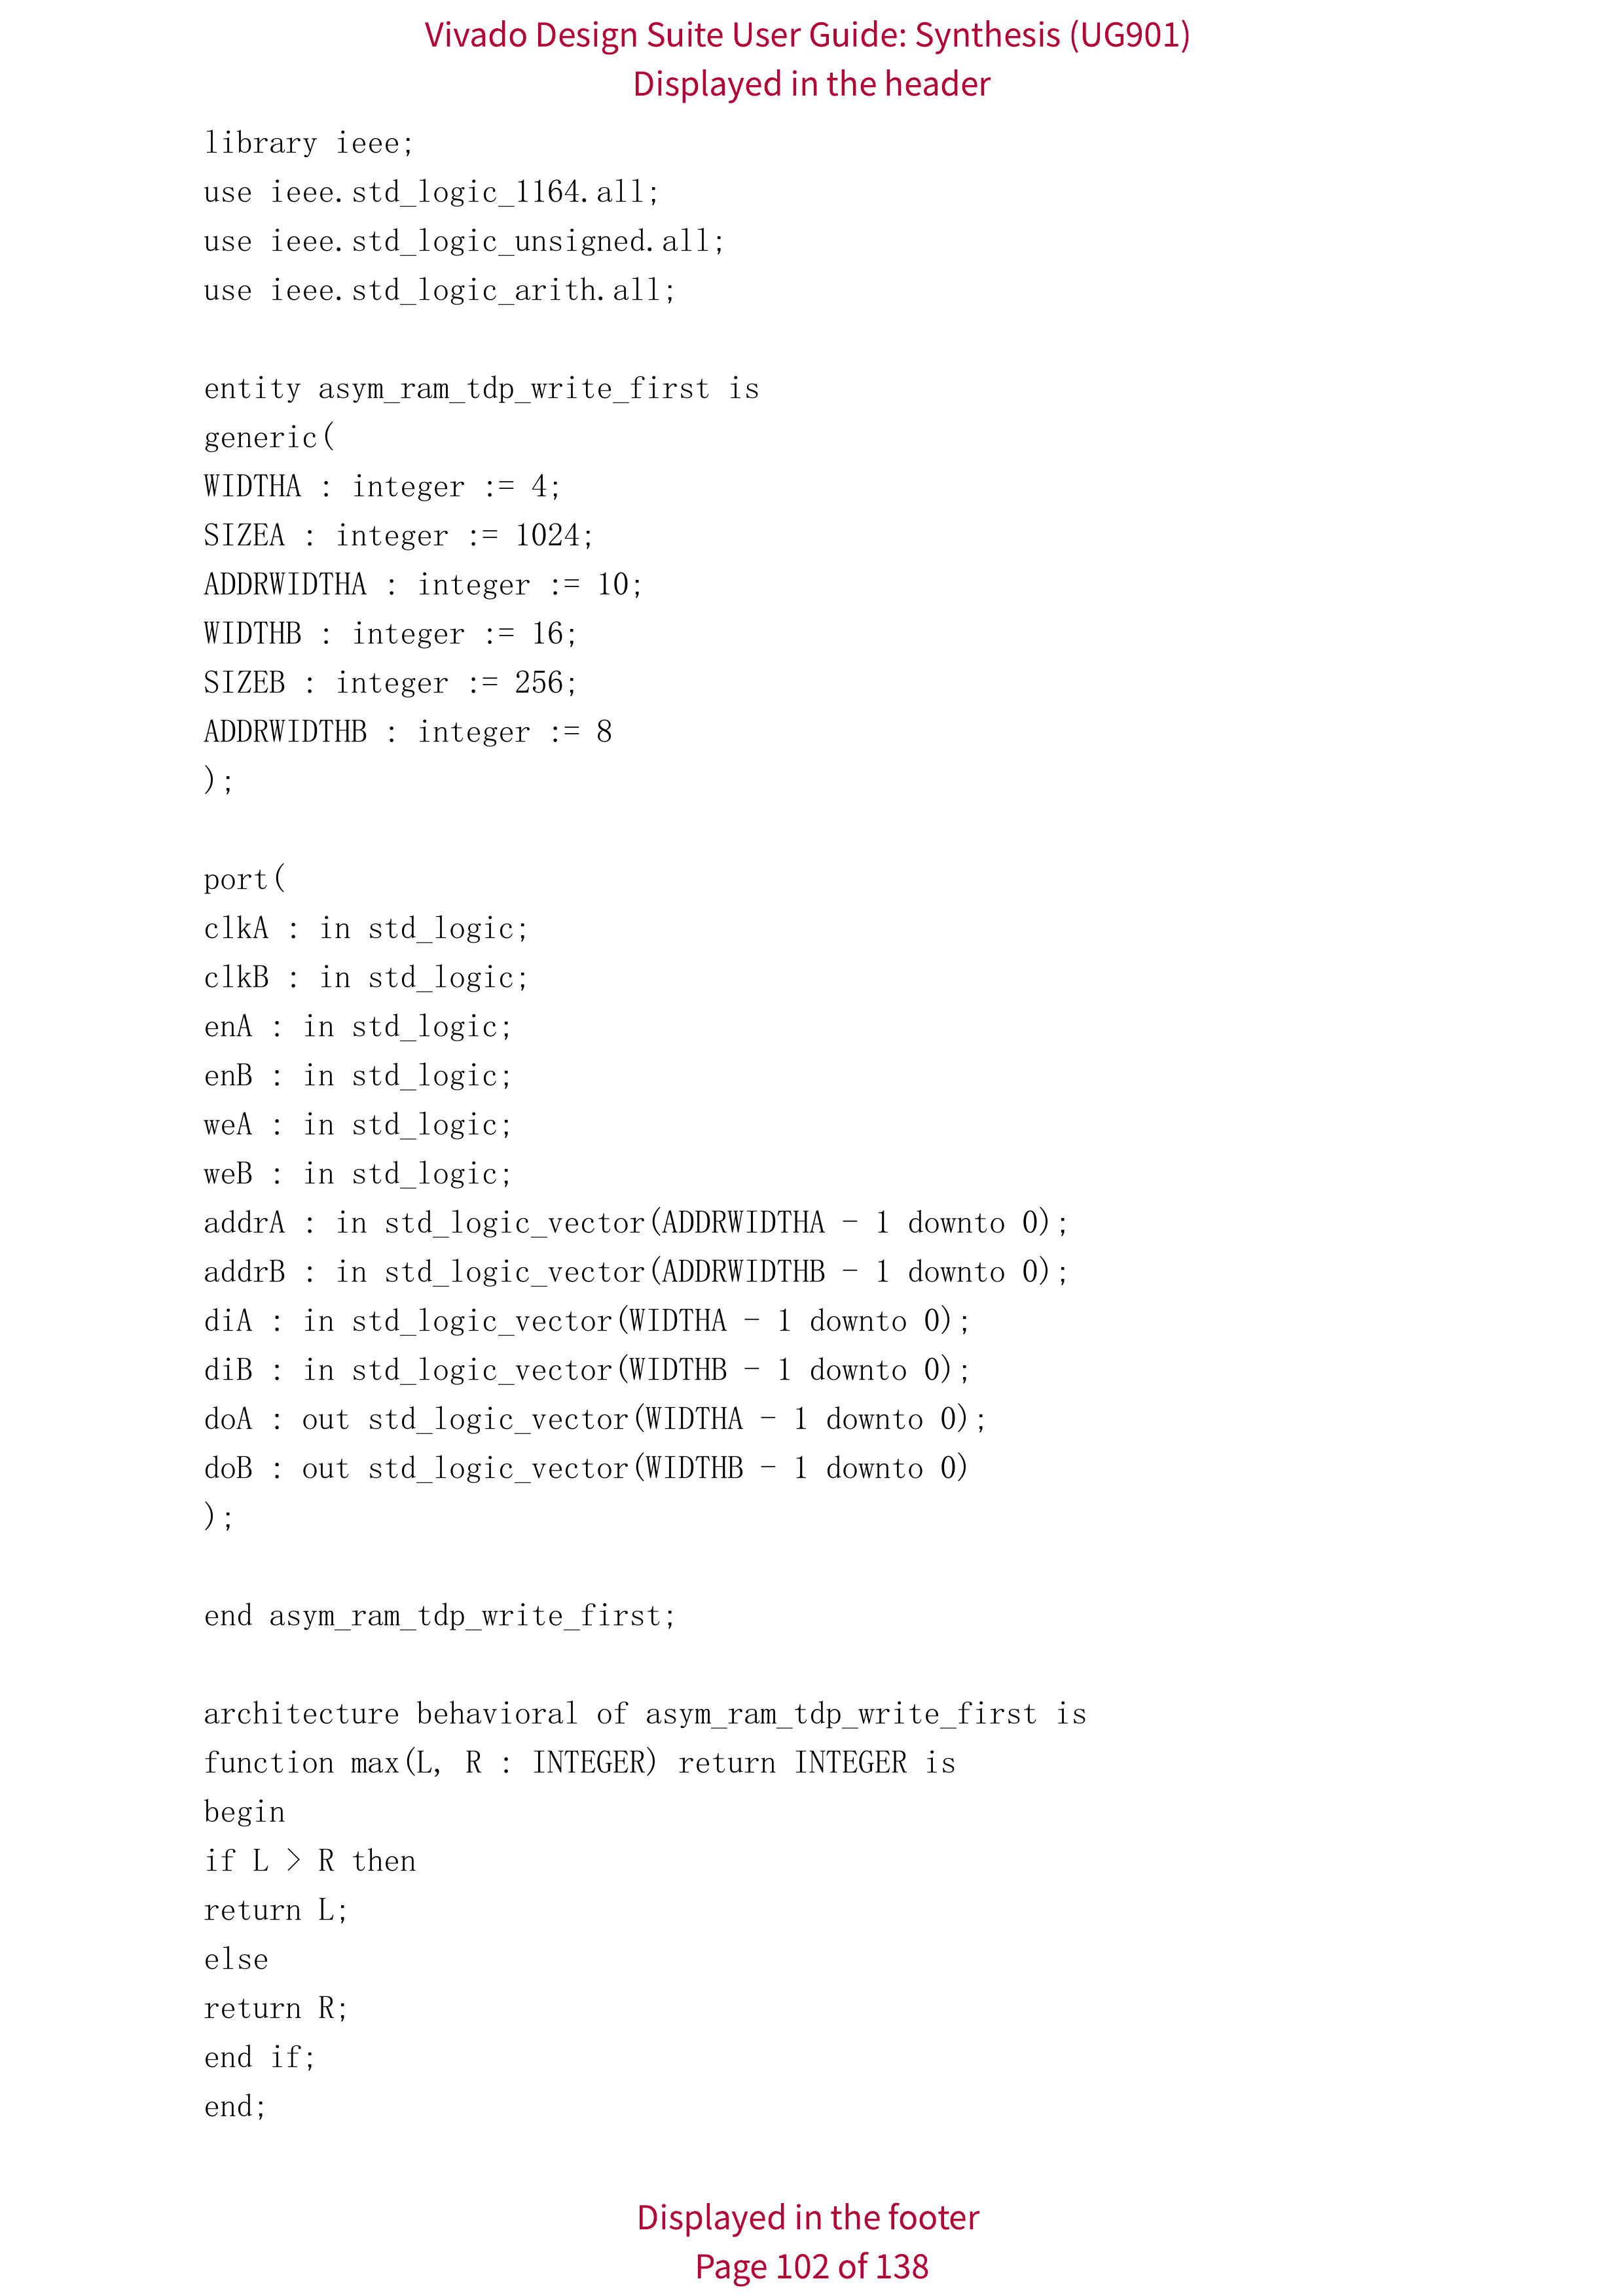 Vivado Design Suite User Guide: Synthesis (UG901)
Displayed in the header
library ieee;
use ieee.std_logic_1164.all;
use ieee.std_logic_unsigned.all;
use ieee.std_logic_arith.all;
entity asym_ram_tdp_write_first is
generic(
WIDTHA : integer := 4;
SIZEA : integer := 1024;
ADDRWIDTHA : integer := 10;
WIDTHB : integer := 16;
SIZEB : integer := 256;
ADDRWIDTHB : integer := 8
);
port(
clkA : in std_logic;
clkB : in std_logic;
enA : in std_logic;
enB : in std_logic;
weA : in std_logic;
weB : in std_logic;
addrA : in std_logic_vector(ADDRWIDTHA - 1 downto 0);
addrB : in std_logic_vector(ADDRWIDTHB - 1 downto 0);
diA : in std_logic_vector(WIDTHA - 1 downto 0);
diB : in std_logic_vector(WIDTHB - 1 downto 0);
doA : out std_logic_vector(WIDTHA - 1 downto 0);
doB : out std_logic_vector(WIDTHB - 1 downto 0)
);
end asym_ram_tdp_write_first;
architecture behavioral of asym_ram_tdp_write_first is
function max(L, R : INTEGER) return INTEGER is
begin
if L > R then
return L;
else
return R;
end if;
end;
Displayed in the footer
Page 102 of 138